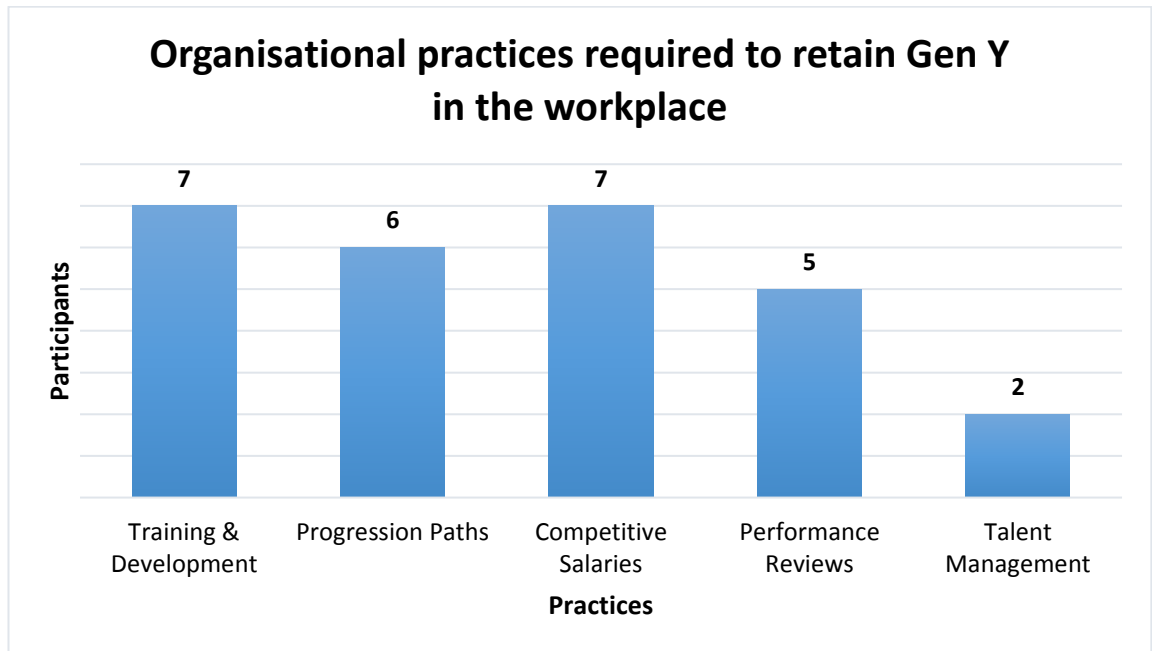 Organisational practices required to retain Gen Y
in the workplace
7
6
7
5
2
Participants
Training &
Development
Progression Paths
Competitive
Salaries
Performance
Reviews
Talent
Management
Practices